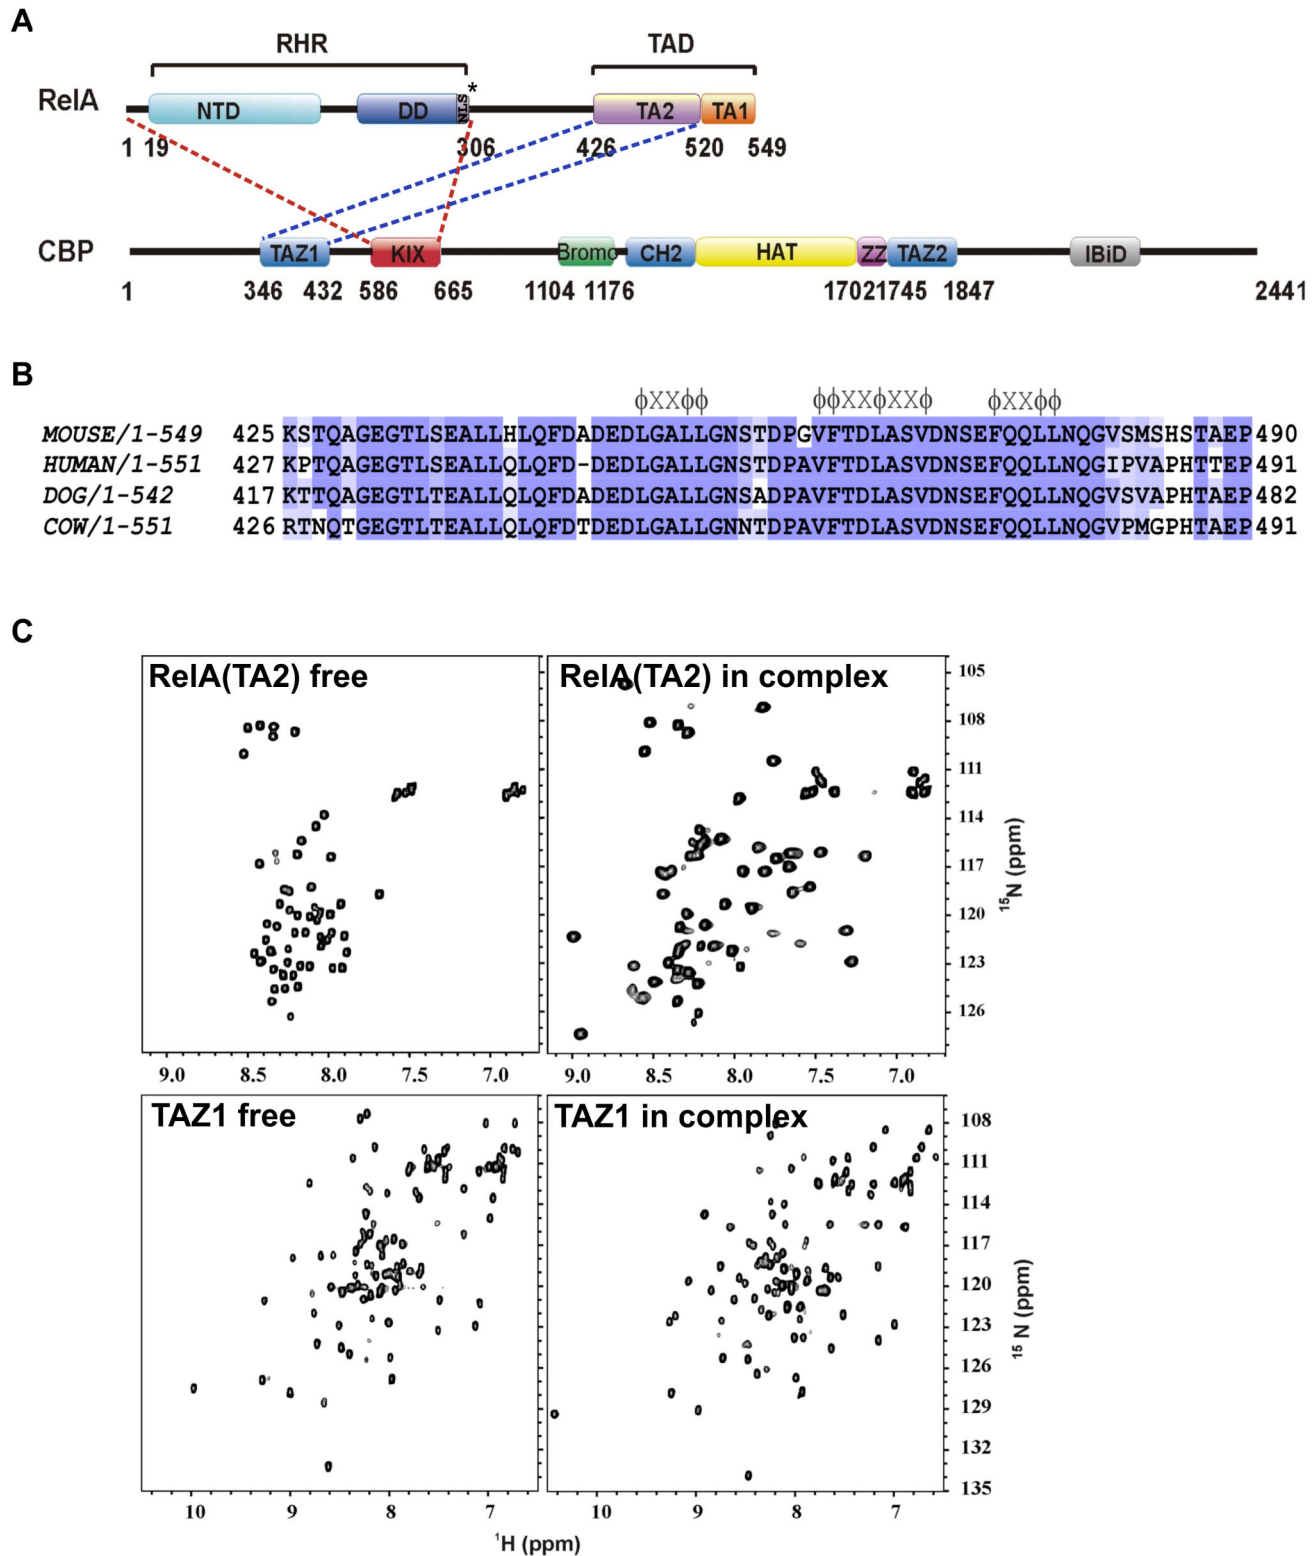 A
RHR
TAD
RelA
NTD
DD
NLS
*
TA2
TA1
1 19
306
426
520
549
CBP
TAZ1
KIX
Bromo
CH2
HAT
ZZ
TAZ2
IBiD
1
346 432 586 665
1104 1176
1702 1745 1847
2441
B
ϕXXϕϕ
ϕϕXXϕXXϕ
ϕXXϕϕ
MOUSE/1-549 425 KSTQAGEGTLSEALLHLQFDADEDLGALLGNSTDPGVFTDLASVDNSEFQQLLNQGVSMSHSTAEP 490
HUMAN/1-551 427 KPTQAGEGTLSEALLQLQFD-DEDLGALLGNSTDPAVFTDLASVDNSEFQQLLNQGIPVAPHTTEP 491
DOG/1-542 417 KTTQAGEGTLTEALLQLQFDADEDLGALLGNSADPAVFTDLASVDNSEFQQLLNQGVSVAPHTAEP 482
COW/1-551 426 RTNQTGEGTLTEALLQLQFDTDEDLGALLGNNTDPAVFTDLASVDNSEFQQLLNQGVPMGPHTAEP 491
C
RelA(TA2) free
RelA(TA2) in complex
105
108
111
114
117
120
123
126
15N (ppm)
9.0 8.5 8.0 7.5 7.0
9.0 8.5 8.0 7.5 7.0
TAZ1 free
TAZ1 in complex
108
111
114
117
120
123
126
129
132
135
15N (ppm)
10 9 8 7
10 9 8 7
1H (ppm)